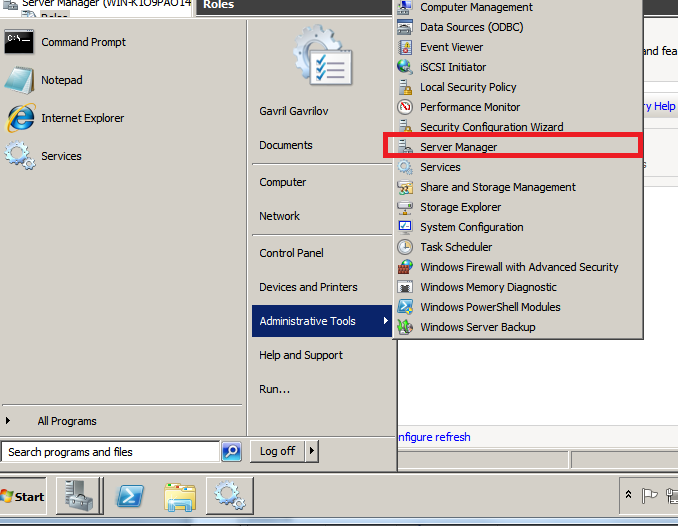 Server Manager (WIN-K1O9PAO14
Roles
Roles
Command Prompt
Notepad
Internet Explorer
Services
All Programs
Search programs and files
Gavril Gavrilov
Documents
Computer
Network
Control Panel
Devices and Printers
Administrative Tools
Help and Support
Run...
Log off
Computer Management
Data Sources (ODBC)
Event Viewer
iSCSI Initiator
Local Security Policy
Performance Monitor
Security Configuration Wizard
Server Manager
Services
Share and Storage Management
Storage Explorer
System Configuration
Task Scheduler
Windows Firewall with Advanced Security
Windows Memory Diagnostic
Windows PowerShell Modules
Windows Server Backup
and fea
ry Help
s
nfigure refresh
Start